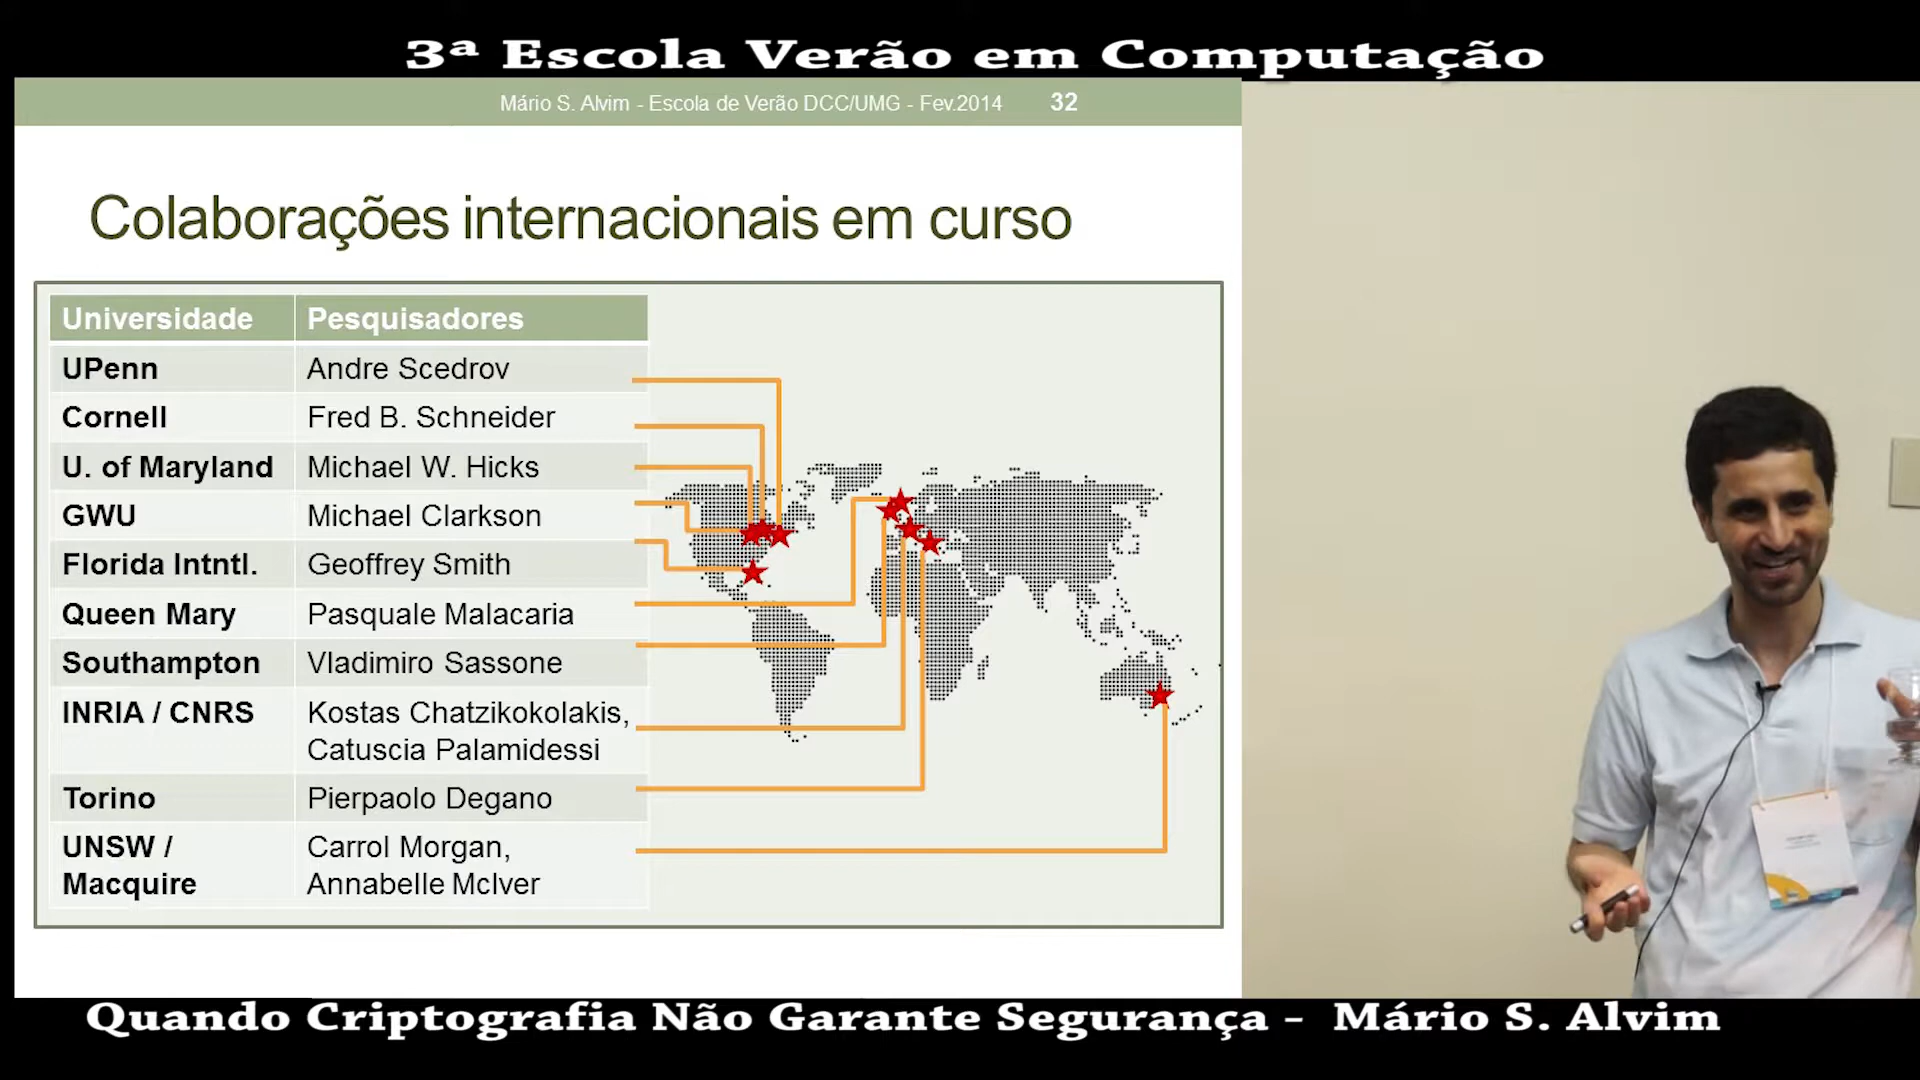 3ª Escola Verão em Computação
Mário S. Alvim - Escola de Verão DCC/UMG - Fev.2014 32
Colaborações internacionais em curso
Universidade Pesquisadores
UPenn Andre Scedrov
Cornell Fred B. Schneider
U. of Maryland Michael W. Hicks
GWU Michael Clarkson
Florida Intntl. Geoffrey Smith
Queen Mary Pasquale Malacaria
Southampton Vladimiro Sassone
INRIA / CNRS Kostas Chatzikokolakis,
Catuscia Palamidessi
Torino Pierpaolo Degano
UNSW / Carrol Morgan,
Macquire Annabelle McIver
Quando Criptografia Não Garante Segurança - Mário S. Alvim